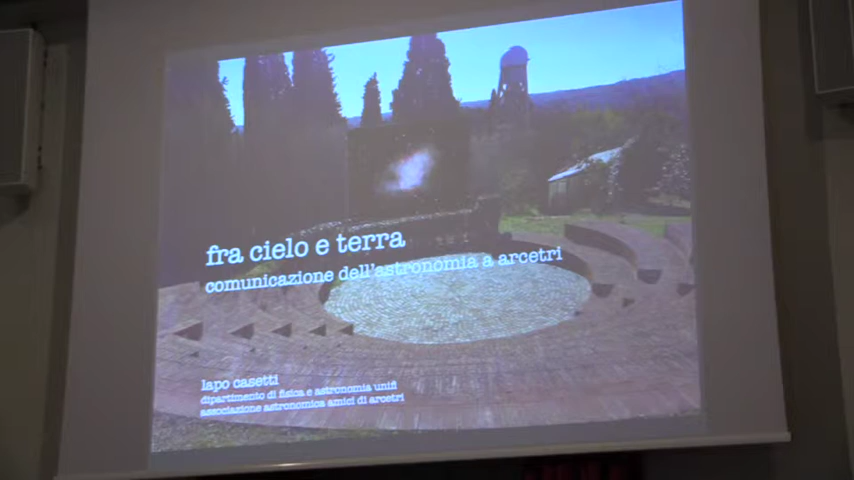 fra cielo e terra
comunicazione dell'astronomia a arcetri
lapo casetti
dipartimento di fisica e astronomia unifi
associazione astronomica amici di arcetri